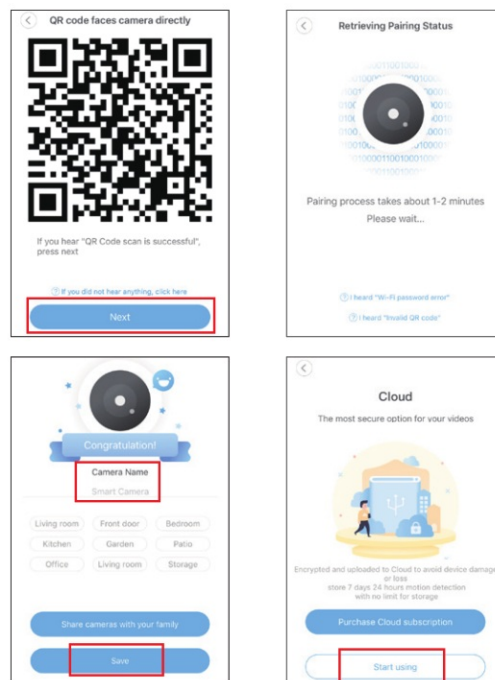 QR code faces camera directly
If you hear "QR Code scan is successful",
press next
If you did not hear anything, click here
Next
Retrieving Pairing Status
Pairing process takes about 1-2 minutes
Please wait...
I heard "Wi-Fi password error"
I heard "Invalid QR code"
Congratulation!
Camera Name
Smart Camera
Living room Front door Bedroom
Kitchen Garden Patio
Office Living room Storage
Share cameras with your family
Save
Cloud
The most secure option for your videos
Encrypted and uploaded to Cloud to avoid device damage
or loss
store 7 days 24 hours motion detection
with no limit for storage
Purchase Cloud subscription
Start using